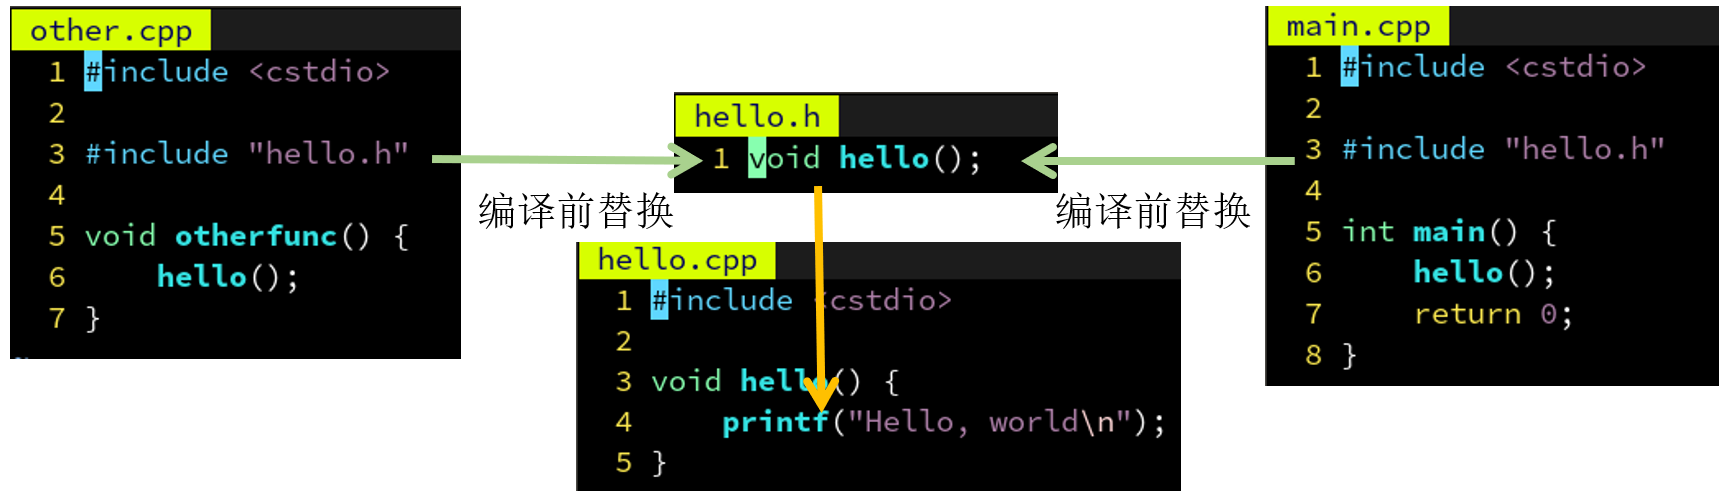 other.cpp
1 #include <cstdio>
2
3 #include "hello.h"
4
5 void otherfunc() {
6     hello();
7 }
编译前替换
hello.h
1 void hello();
hello.cpp
1 #include <cstdio>
2
3 void hello() {
4     printf("Hello, world\n");
5 }
编译前替换
main.cpp
1 #include <cstdio>
2
3 #include "hello.h"
4
5 int main() {
6     hello();
7     return 0;
8 }